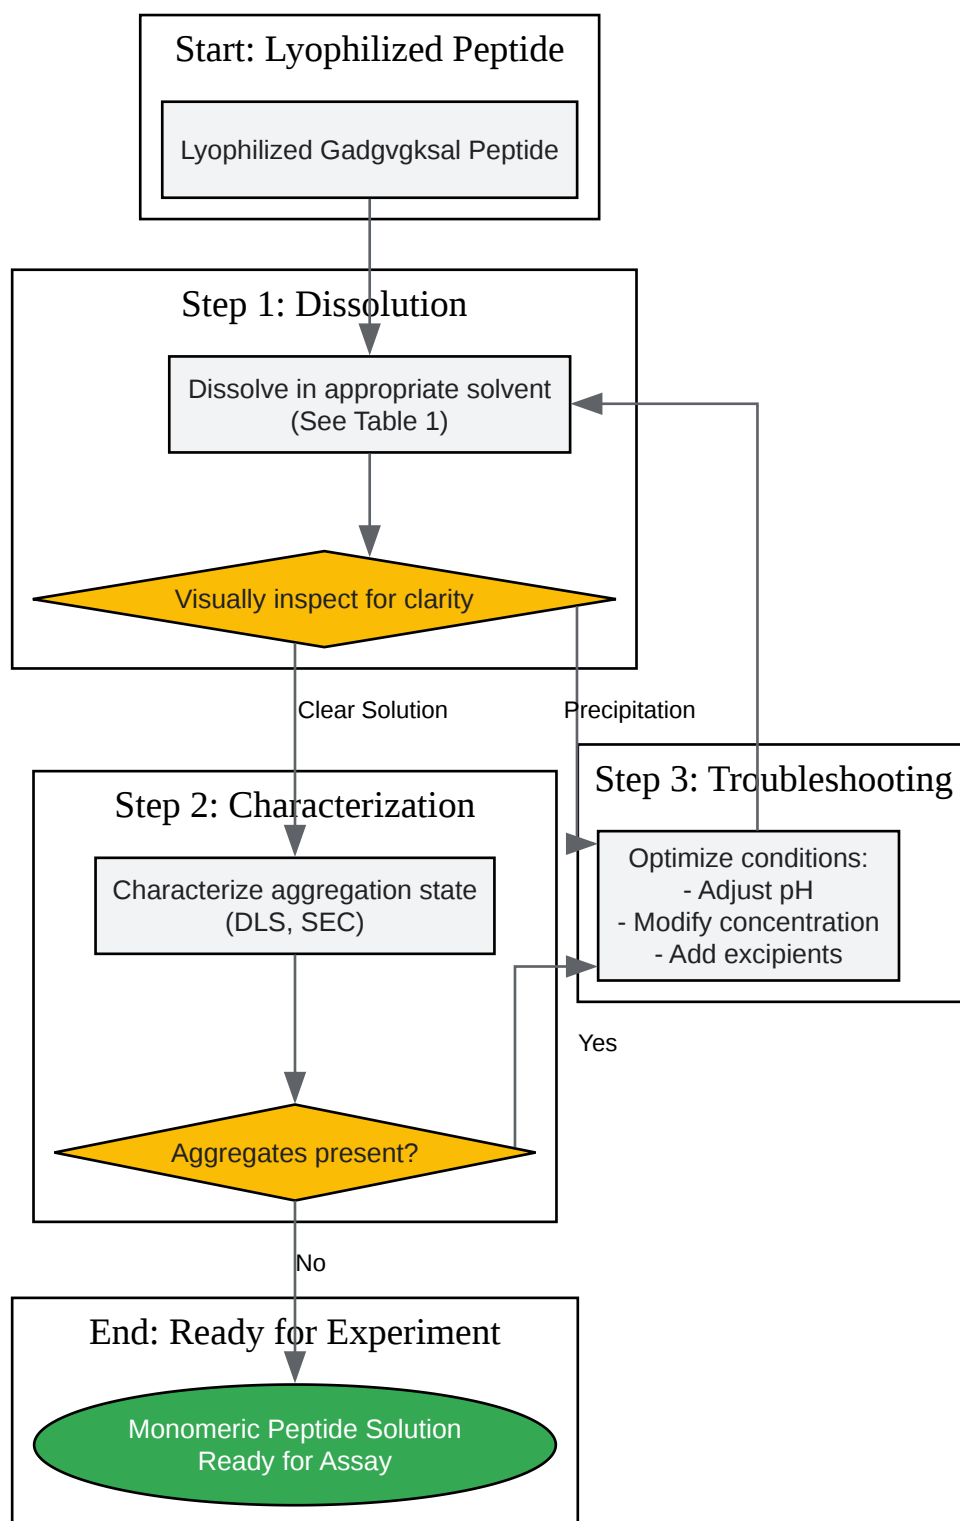 Start: Lyophilized Peptide
Lyophilized Gadgvgksal Peptide
Step 1: Dissolution
Dissolve in appropriate solvent
(See Table 1)
Visually inspect for clarity
Clear Solution
Precipitation
Step 3: Troubleshooting
Optimize conditions:
- Adjust pH
- Modify concentration
- Add excipients
Step 2: Characterization
Characterize aggregation state
(DLS, SEC)
Yes
Aggregates present?
No
End: Ready for Experiment
Monomeric Peptide Solution
Ready for Assay